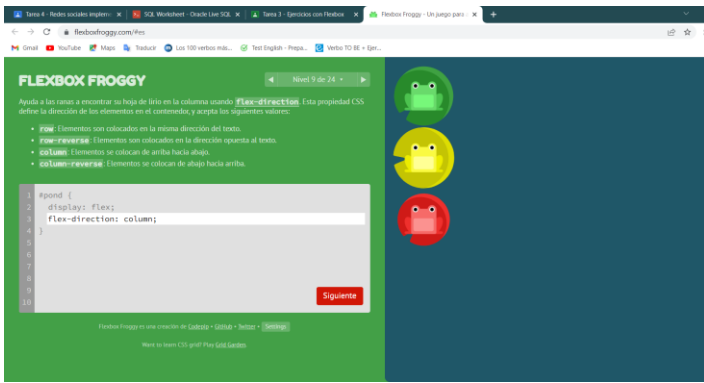 Tarea 4 - Redes sociales impleme
SQL Worksheet - Oracle Live SQL
Tarea 3 - Ejercicios con Flexbox
Flexbox Froggy - Un juego para
flexboxfroggy.com/#es
Gmail
YouTube
Maps
Traducir
Los 100 verbos más...
Test English - Prepa...
Verbo TO BE + Ejer...
FLEXBOX FROGGY
Nivel 9 de 24
Ayuda a las ranas a encontrar su hoja de lirio en la columna usando flex-direction. Esta propiedad CSS
define la dirección de los elementos en el contenedor, y acepta los siguientes valores:
• row: Elementos son colocados en la misma dirección del texto.
• row-reverse: Elementos son colocados en la dirección opuesta al texto.
• column: Elementos se colocan de arriba hacia abajo.
• column-reverse: Elementos se colocan de abajo hacia arriba.
1 #pond {
2 display: flex;
3 flex-direction: column;
4 }
5
6
7
8
9
10
Siguiente
Flexbox Froggy es una creación de Codepip • GitHub • Twitter • Settings
Want to learn CSS grid? Play Grid Garden.